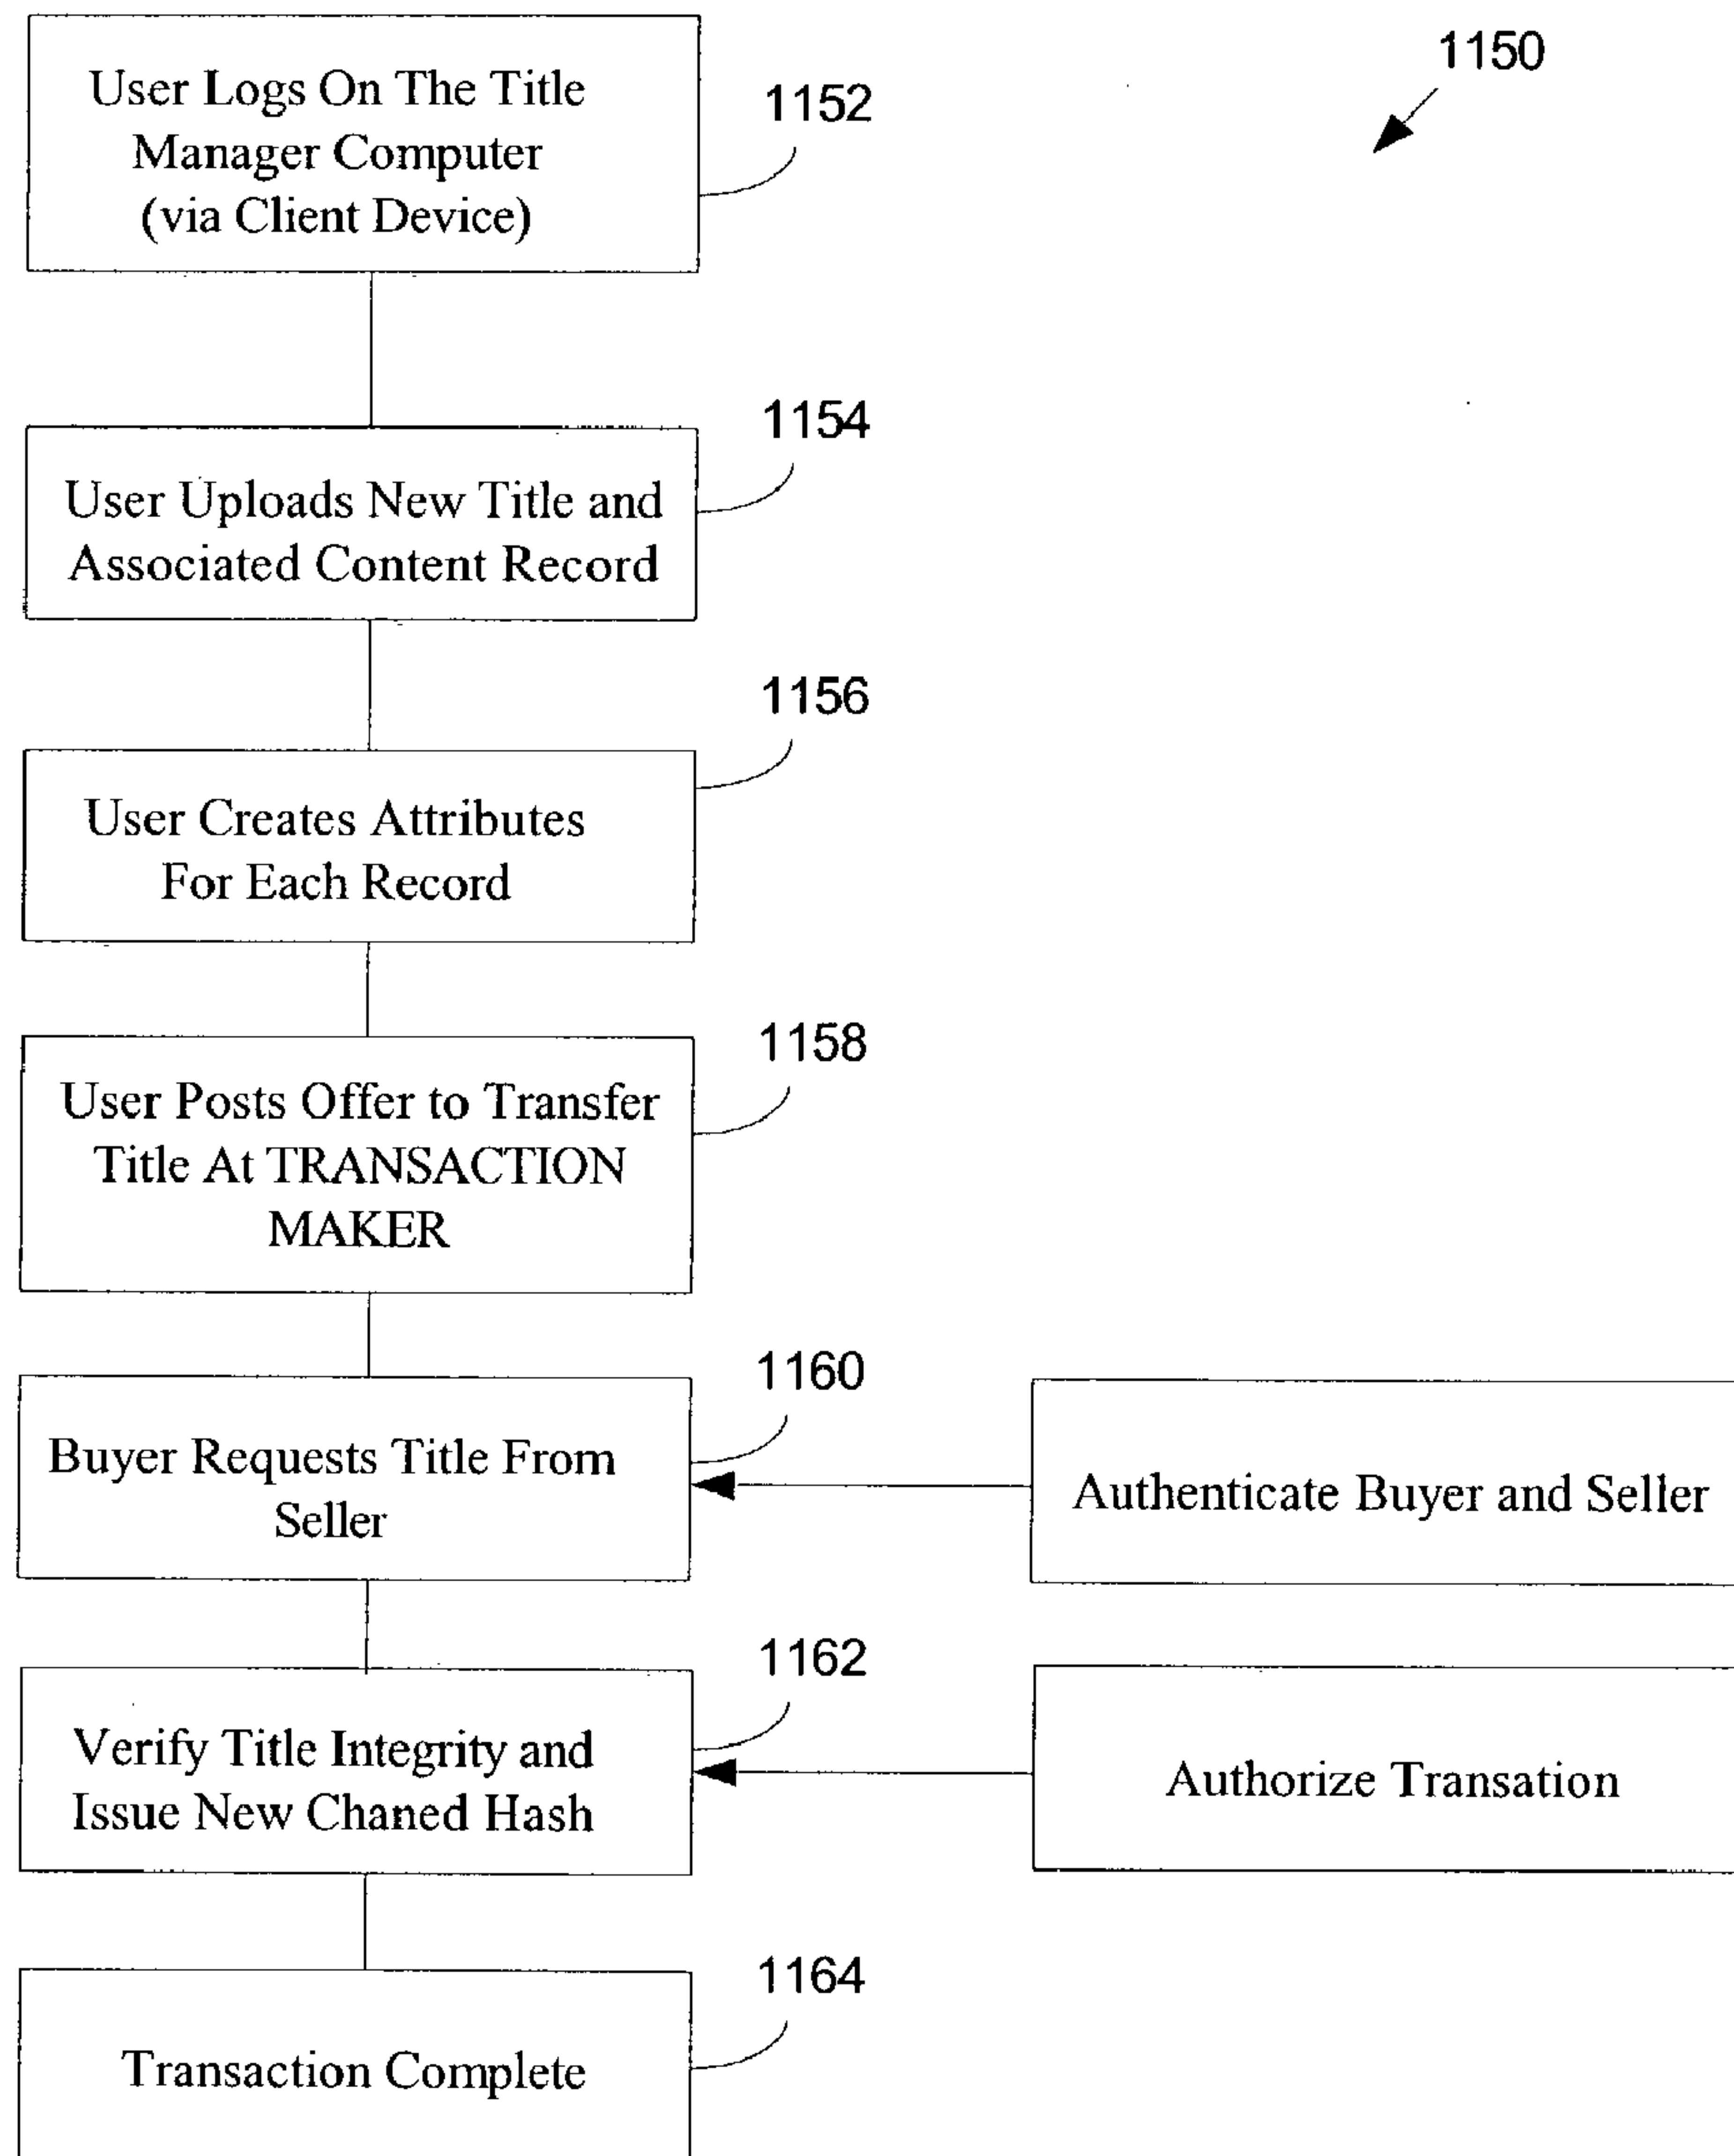 1150
User Logs On The Title
Manager Computer
(via Client Device)
1152
User Uploads New Title and
Associated Content Record
1154
User Creates Attributes
For Each Record
1156
User Posts Offer to Transfer
Title At TRANSACTION
MAKER
1158
Buyer Requests Title From
Seller
1160
Authenticate Buyer and Seller
Verify Title Integrity and
Issue New Chaned Hash
1162
Authorize Transation
Transaction Complete
1164